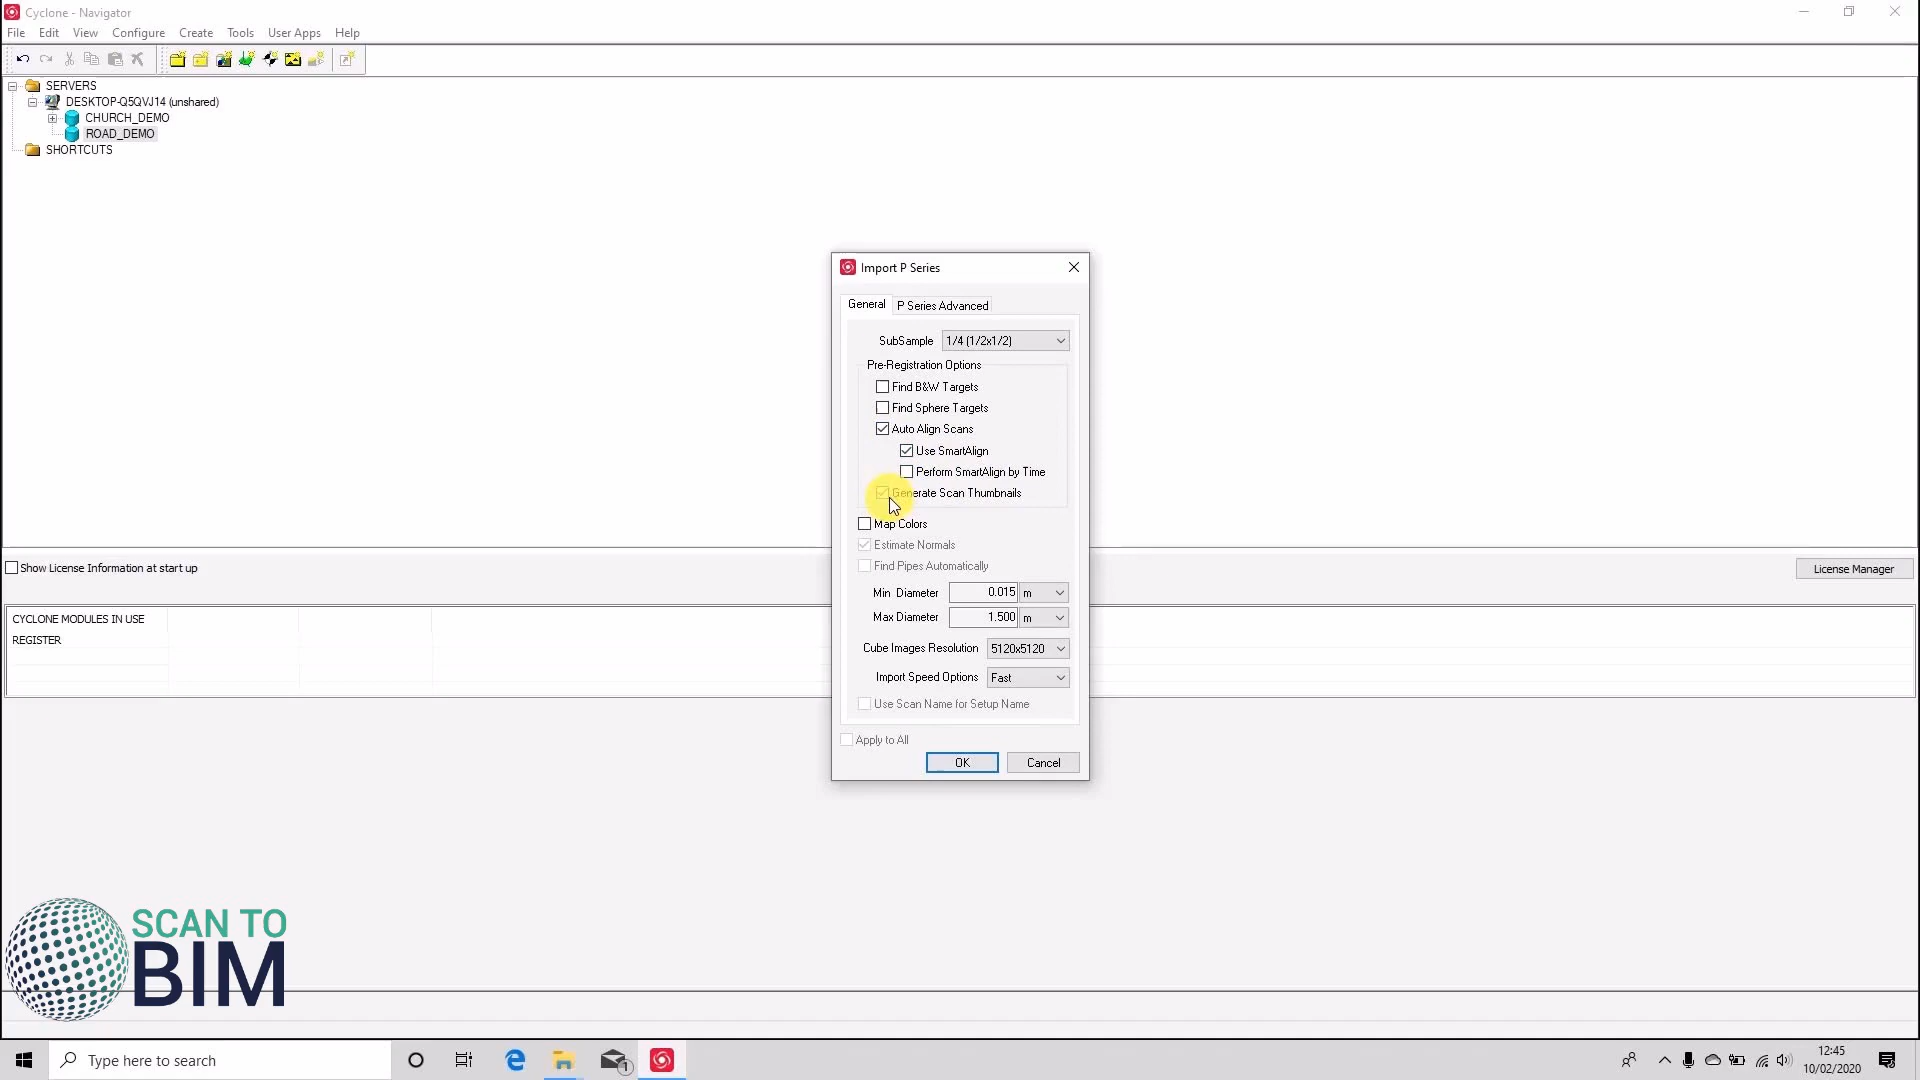 Cyclone - Navigator
File Edit View Configure Create Tools User Apps Help
SERVERS
DESKTOP-Q5QVJ14 (unshared)
CHURCH_DEMO
ROAD_DEMO
SHORTCUTS
Import P Series
General P Series Advanced
SubSample 1/4 (1/2x1/2)
Pre-Registration Options
Find B&W Targets
Find Sphere Targets
Auto Align Scans
Use SmartAlign
Perform SmartAlign by Time
Generate Scan Thumbnails
Map Colors
Estimate Normals
Find Pipes Automatically
Min Diameter 0.015 m
Max Diameter 1.500 m
Cube Images Resolution 5120x5120
Import Speed Options Fast
Use Scan Name for Setup Name
Apply to All
OK Cancel
Show License Information at start up
License Manager
CYCLONE MODULES IN USE
REGISTER
SCAN TO
BIM
Type here to search
1
12:45
10/02/2020